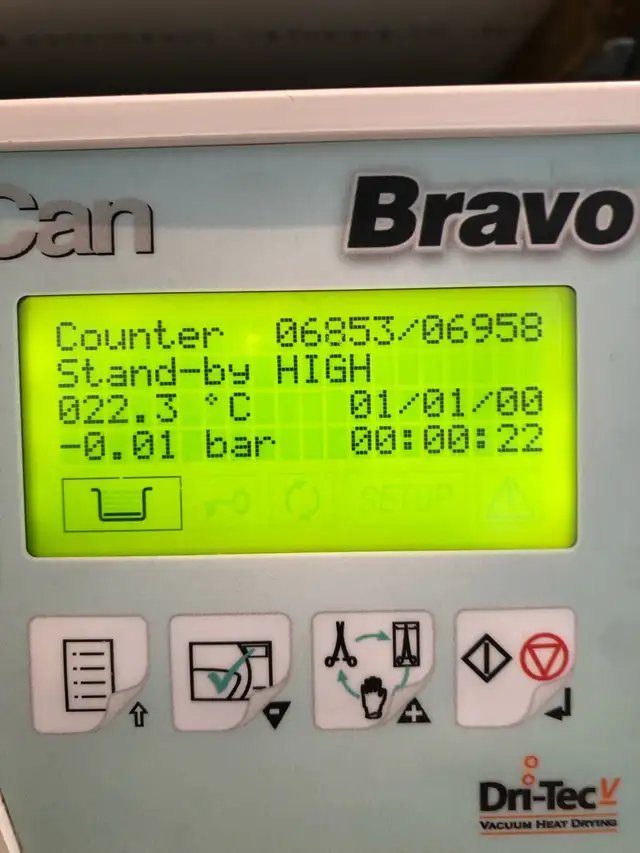 Can
Bravo
Counter 06853/06958
Stand-by HIGH
022.3 °C 01/01/00
-0.01 bar 00:00:22
SETUP
Dri-Tec V
VACUUM HEAT DRYING